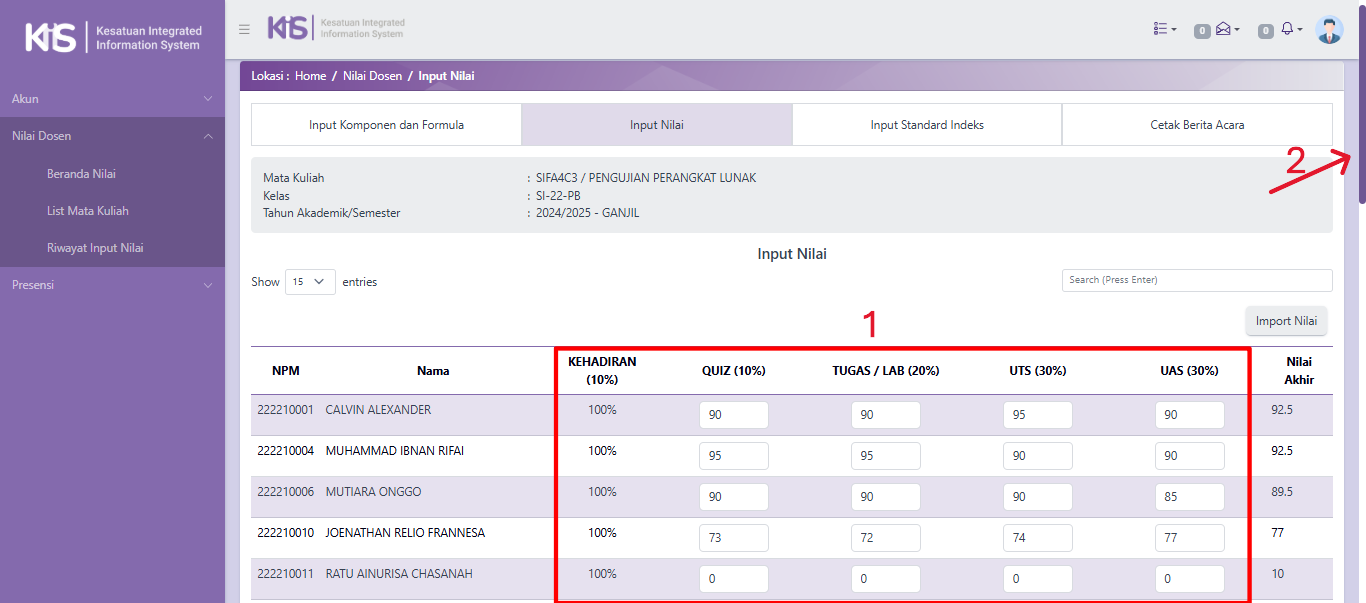 KIS
Kesatuan Integrated
Information System
KIS
Kesatuan Integrated
Information System
0
0
Akun
Nilai Dosen
Beranda Nilai
List Mata Kuliah
Riwayat Input Nilai
Presensi
Lokasi : Home / Nilai Dosen / Input Nilai
Input Komponen dan Formula
Input Nilai
Input Standard Indeks
Cetak Berita Acara
2
Mata Kuliah : SIFA4C3 / PENGUJIAN PERANGKAT LUNAK
Kelas : SI-22-PB
Tahun Akademik/Semester : 2024/2025 - GANJIL
Input Nilai
Show 15 entries
Search (Press Enter)
1
Import Nilai
NPM Nama KEHADIRAN (10%) QUIZ (10%) TUGAS / LAB (20%) UTS (30%) UAS (30%) Nilai Akhir
222210001 CALVIN ALEXANDER 100% 90 90 95 90 92.5
222210004 MUHAMMAD IBNAN RIFAI 100% 95 95 90 90 92.5
222210006 MUTIARA ONGGO 100% 90 90 90 85 89.5
222210010 JOENATHAN RELIO FRANNESA 100% 73 72 74 77 77
222210011 RATU AINURISA CHASANAH 100% 0 0 0 0 10